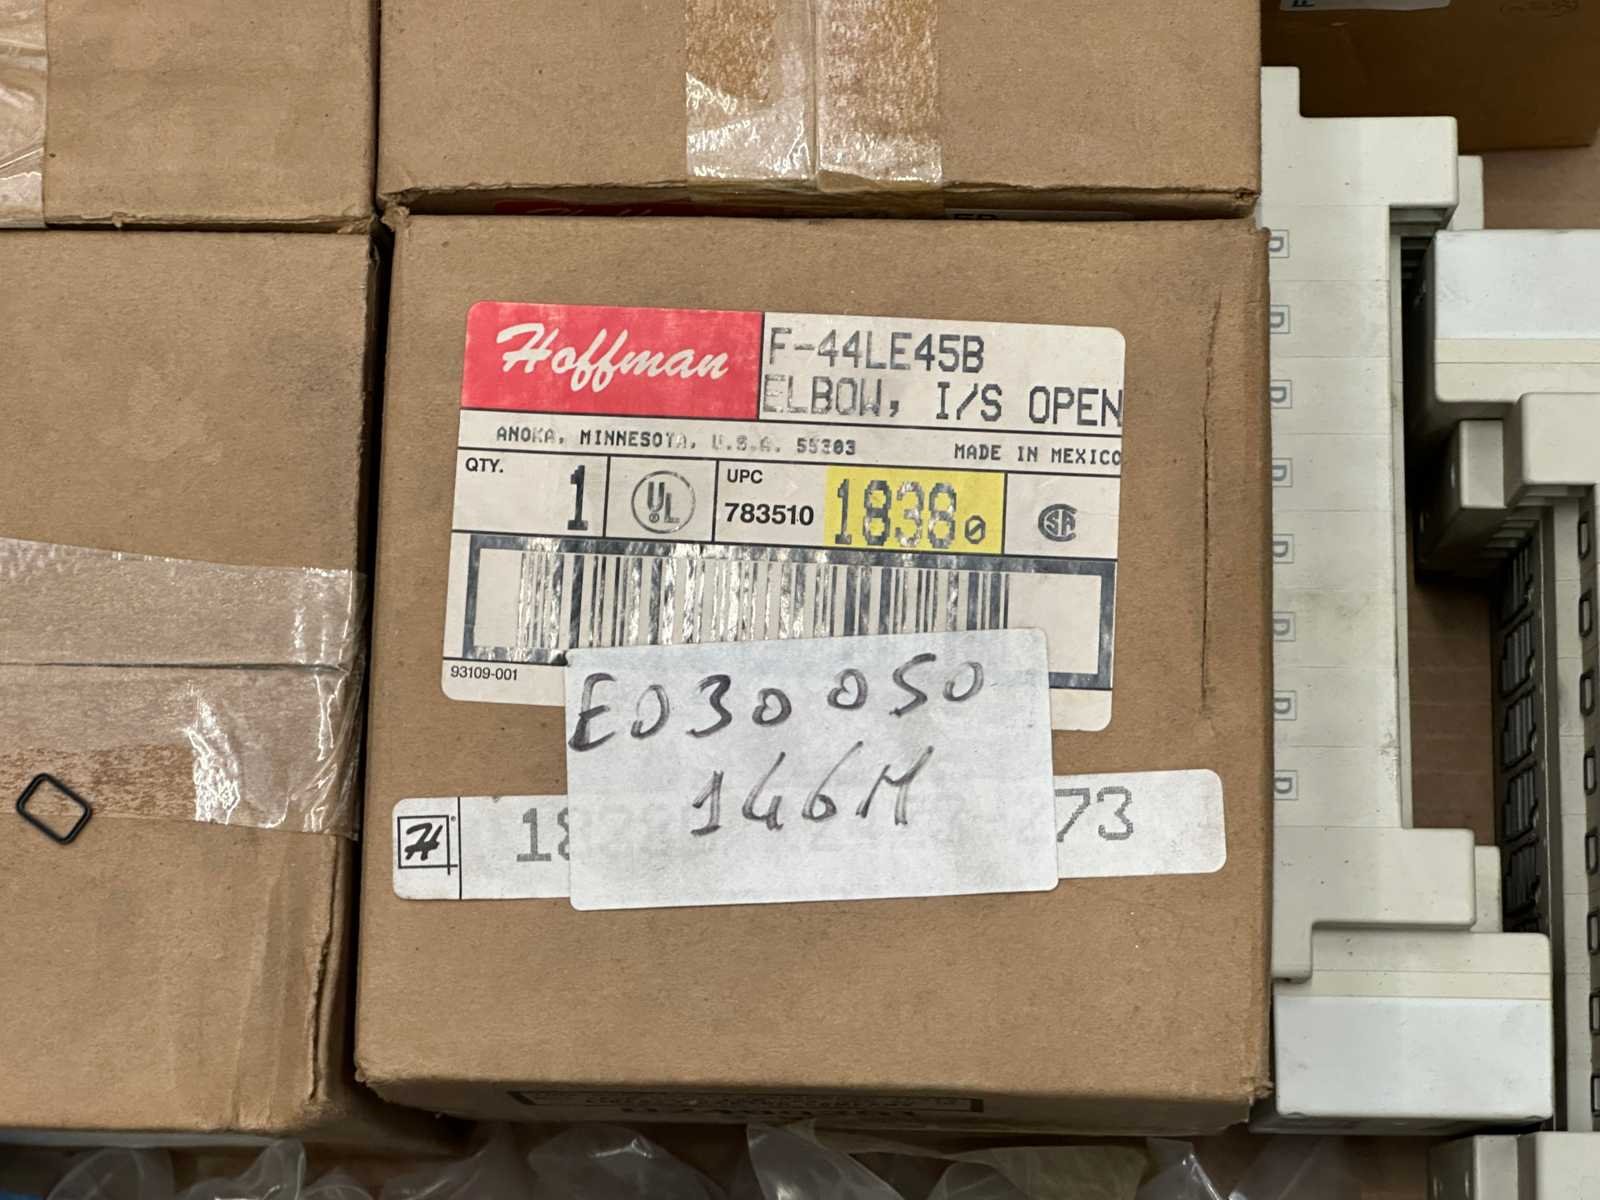 Hoffman
F-44LE45B
ELBOW, I/S OPEN
ANOKA, MINNESOTA, U.S.A. 55303
MADE IN MEXICO
QTY.
1
UL
UPC
783510
18380
93109-001
E030050
146M
H
73